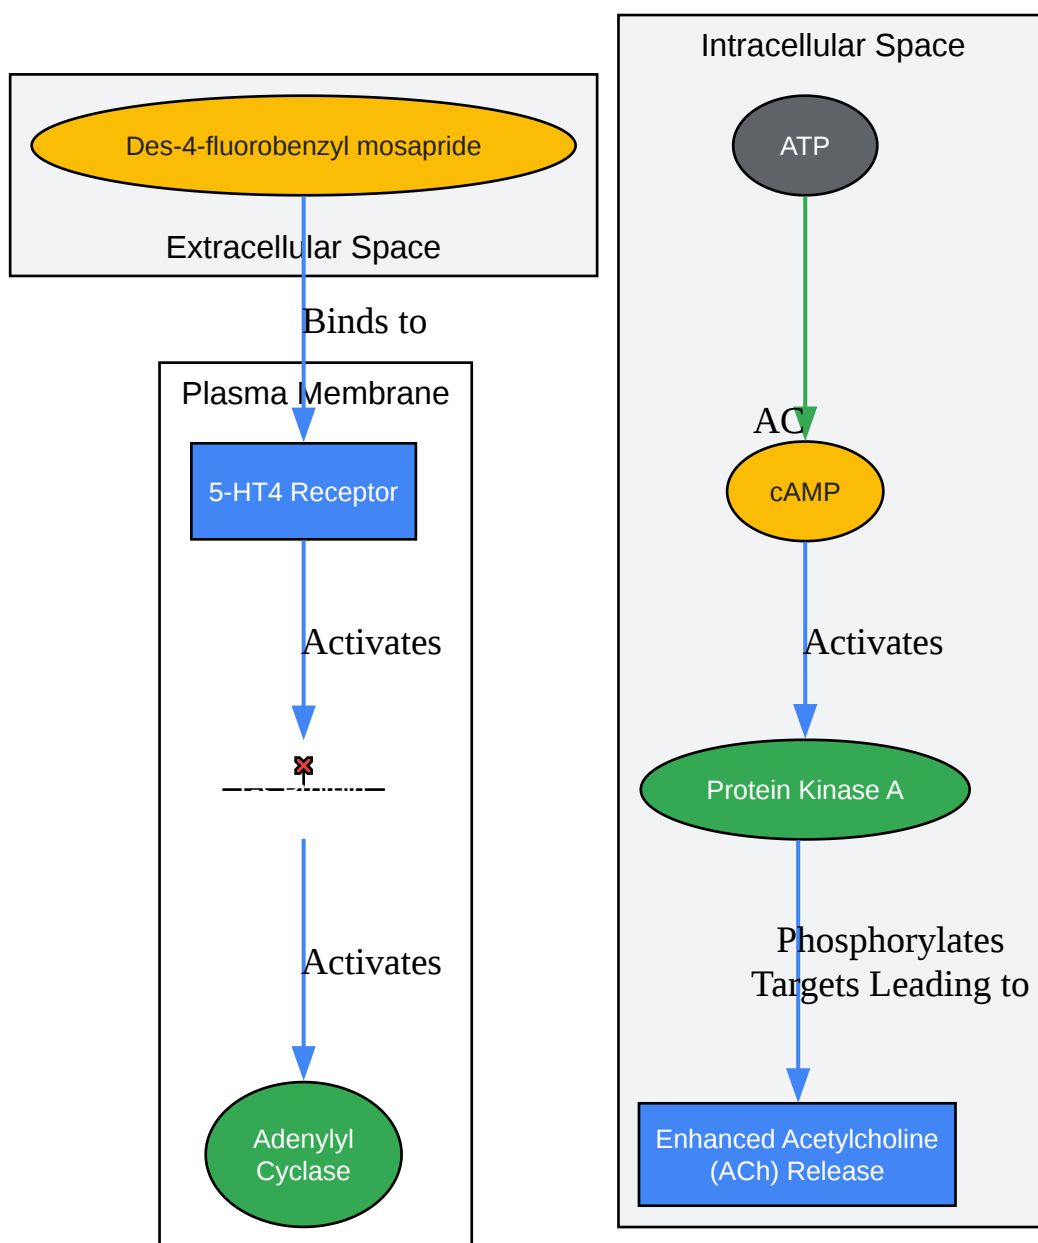 Des-4-fluorobenzyl mosapride
Extracellular Space
Binds to
Plasma Membrane
5-HT4 Receptor
Activates
Activates
Adenylyl
Cyclase
Intracellular Space
ATP
AC
cAMP
Activates
Protein Kinase A
Phosphorylates
Targets Leading to
Enhanced Acetylcholine
(ACh) Release